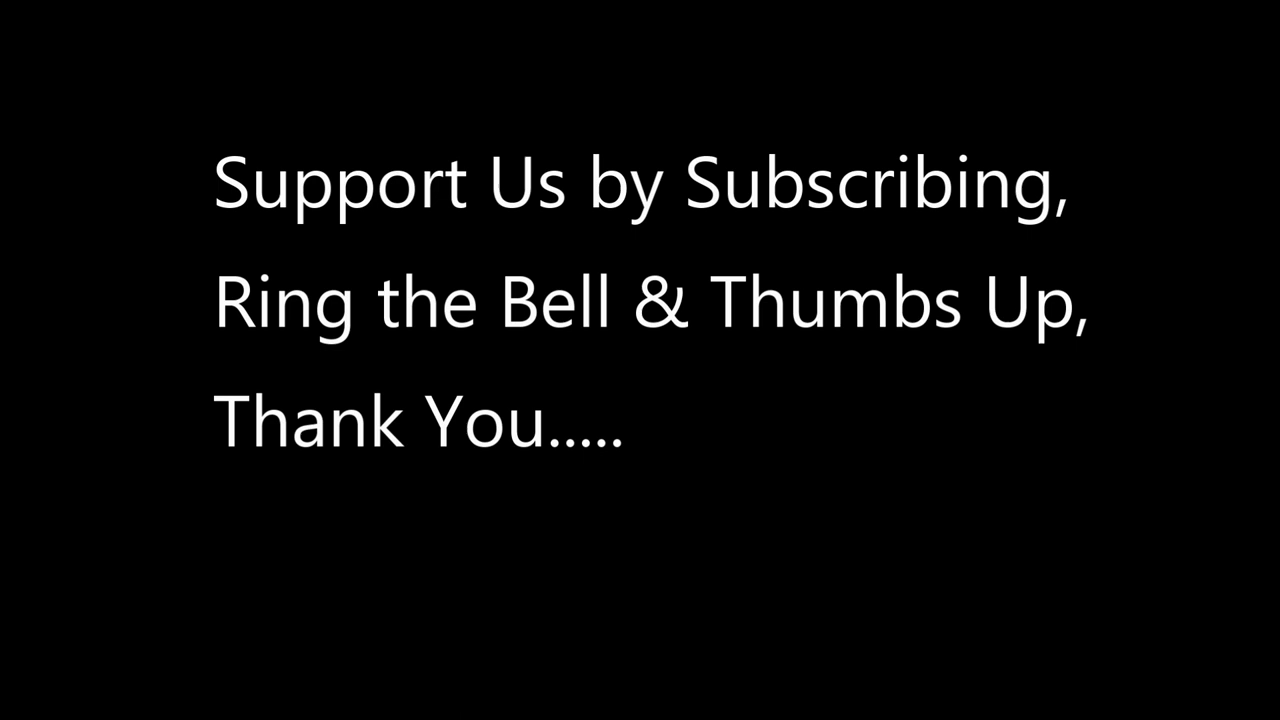 Support Us by Subscribing,
Ring the Bell & Thumbs Up,
Thank You.....